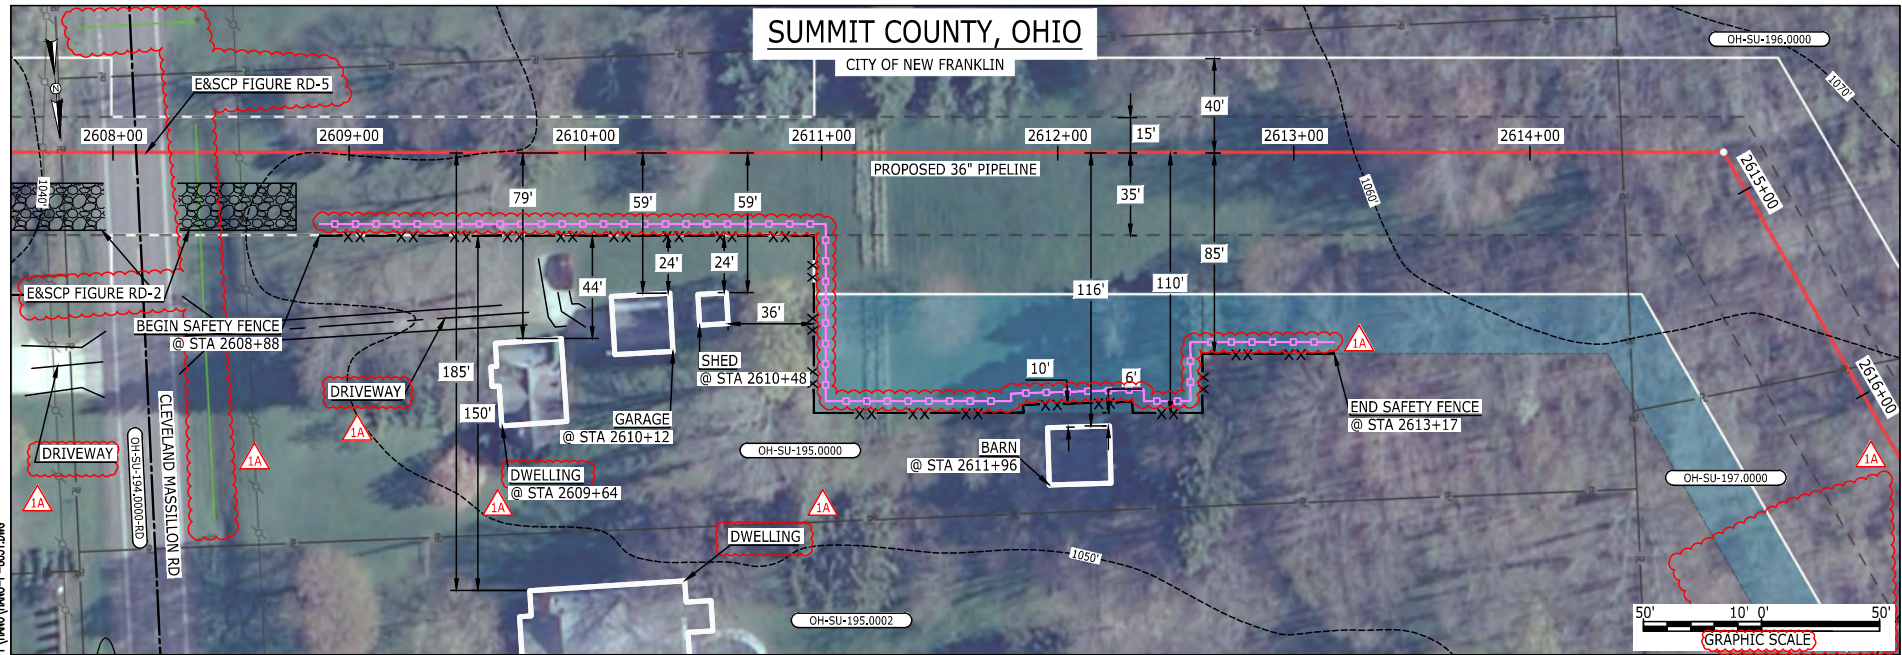 SUMMIT COUNTY, OHIO
CITY OF NEW FRANKLIN
OH-SU-196.0000
1070'
E&SCP FIGURE RD-5
40'
2608+00
2609+00
2610+00
2611+00
2612+00
15'
2613+00
2614+00
PROPOSED 36" PIPELINE
2615+00
1040'
1060'
79'
59'
59'
35'
85'
24'
24'
44'
116'
110'
E&SCP FIGURE RD-2
36'
BEGIN SAFETY FENCE
@ STA 2608+88
1A
SHED
@ STA 2610+48
185'
10'
6'
DRIVEWAY
2616+00
150'
GARAGE
@ STA 2610+12
END SAFETY FENCE
@ STA 2613+17
1A
CLEVELAND MASSILLON RD
OH-SU-194.0000-RD
DRIVEWAY
1A
OH-SU-195.0000
BARN
@ STA 2611+96
1A
DWELLING
@ STA 2609+64
OH-SU-197.0000
1A
1A
1A
DWELLING
1050'
OH-SU-195.0002
50'
10'
0'
50'
GRAPHIC SCALE